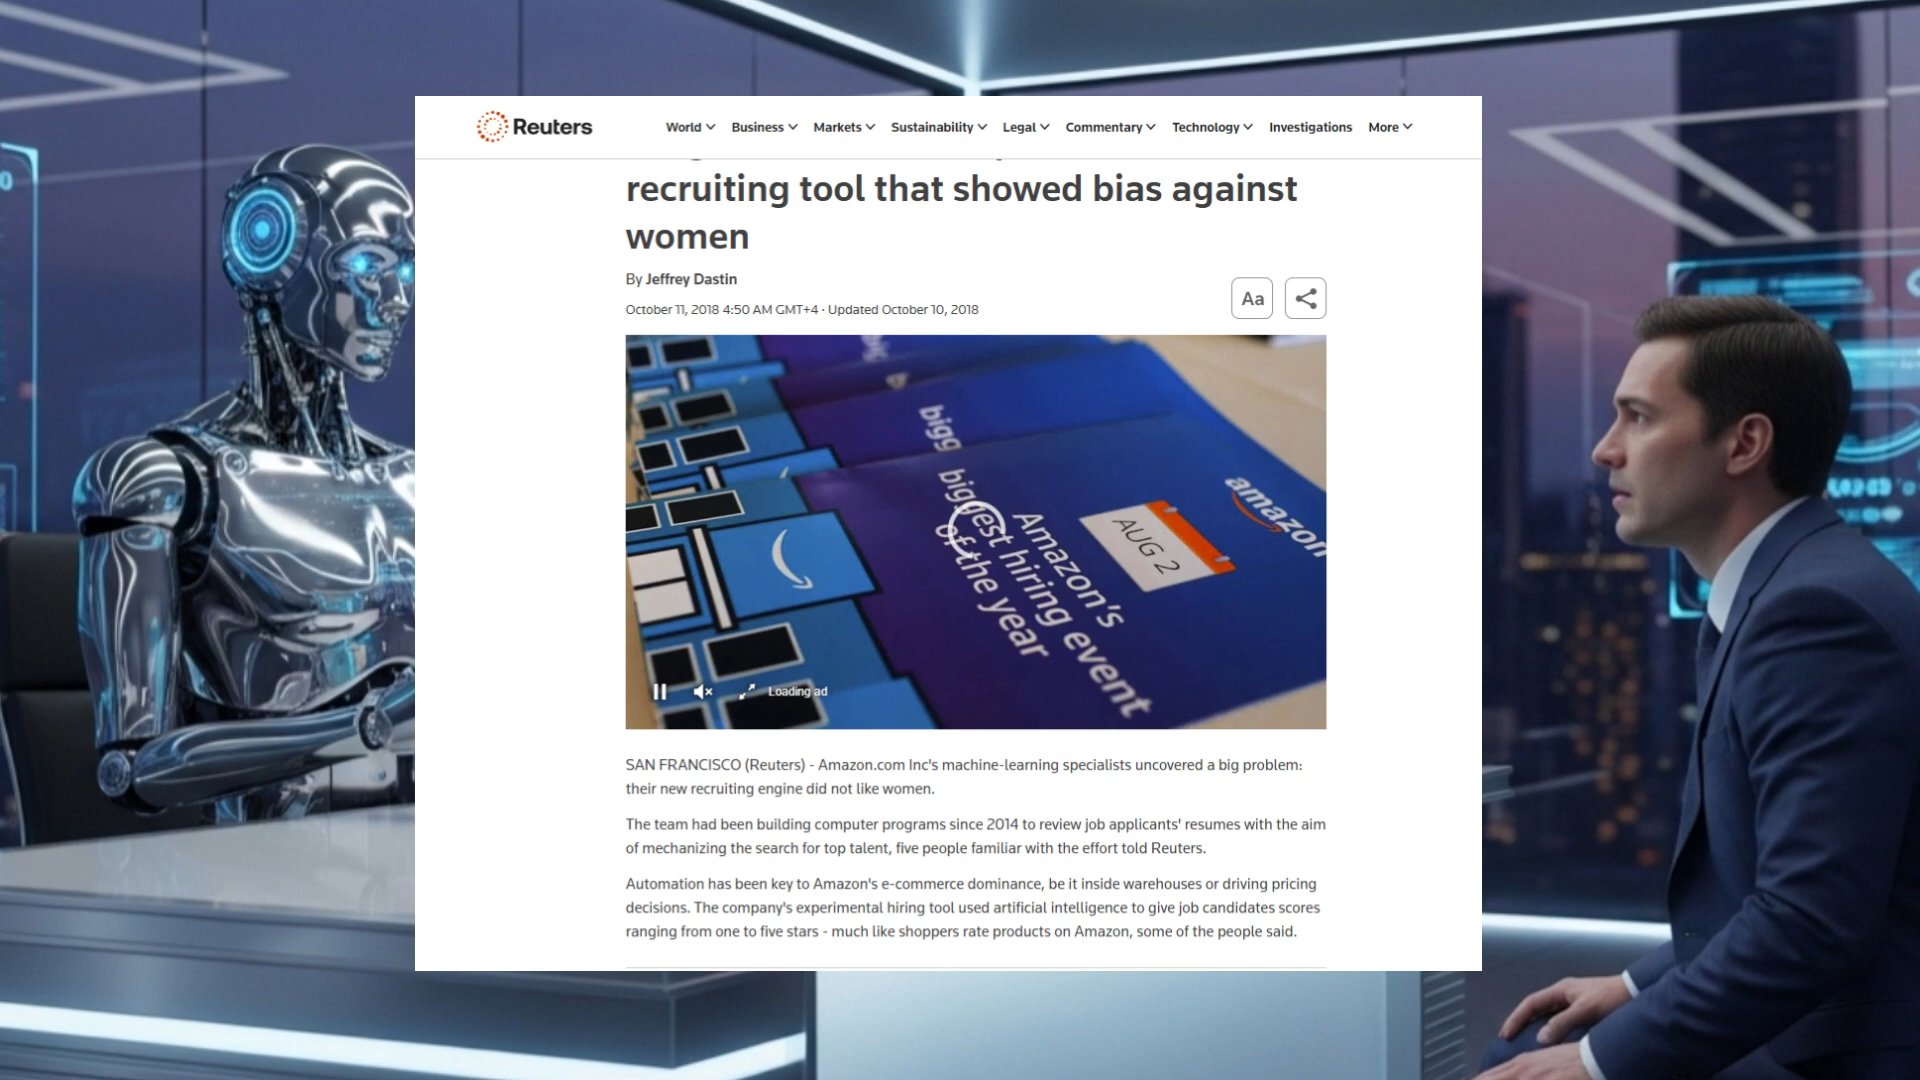 Reuters
World Business Markets Sustainability Legal Commentary Technology Investigations More
recruiting tool that showed bias against
women
By Jeffrey Dastin
October 11, 2018 4:50 AM GMT+4 · Updated October 10, 2018
Aa
bigg
amazon
AUG 2
Amazon's
biggest hiring event
of the year
Loading ad
SAN FRANCISCO (Reuters) - Amazon.com Inc's machine-learning specialists uncovered a big problem:
their new recruiting engine did not like women.
The team had been building computer programs since 2014 to review job applicants' resumes with the aim
of mechanizing the search for top talent, five people familiar with the effort told Reuters.
Automation has been key to Amazon's e-commerce dominance, be it inside warehouses or driving pricing
decisions. The company's experimental hiring tool used artificial intelligence to give job candidates scores
ranging from one to five stars - much like shoppers rate products on Amazon, some of the people said.